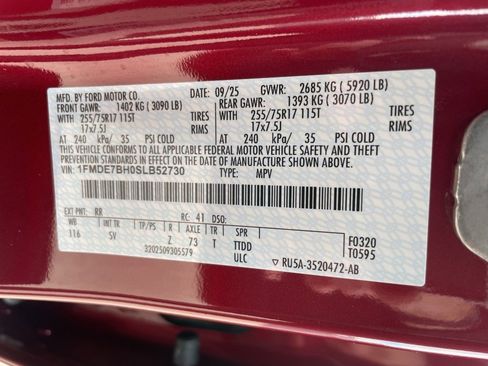 MFD. BY FORD MOTOR CO. DATE: 09/25 GVWR: 2685 KG ( 5920 LB)
FRONT GAWR: 1402 KG ( 3090 LB) REAR GAWR: 1393 KG ( 3070 LB)
WITH 255/75R17 115T TIRES WITH 255/75R17 115T TIRES
17x7.5J RIMS 17x7.5J RIMS
AT 240 kPa/ 35 PSI COLD AT 240 kPa/ 35 PSI COLD
THIS VEHICLE CONFORMS TO ALL APPLICABLE FEDERAL MOTOR VEHICLE SAFETY AND THEFT PREVENTION STANDARDS IN EFFECT ON THE DATE OF MANUFACTURE SHOWN ABOVE.
VIN: 1FMDE7BH0SLB52730 TYPE: MPV
EXT PNT: RR RC: 41 DSO:
WB INT TR TP/PS R AXLE TR SPR F0320
116 SV Z 73 T TTDD T0595
3202509305579 ULC RU5A-3520472-AB